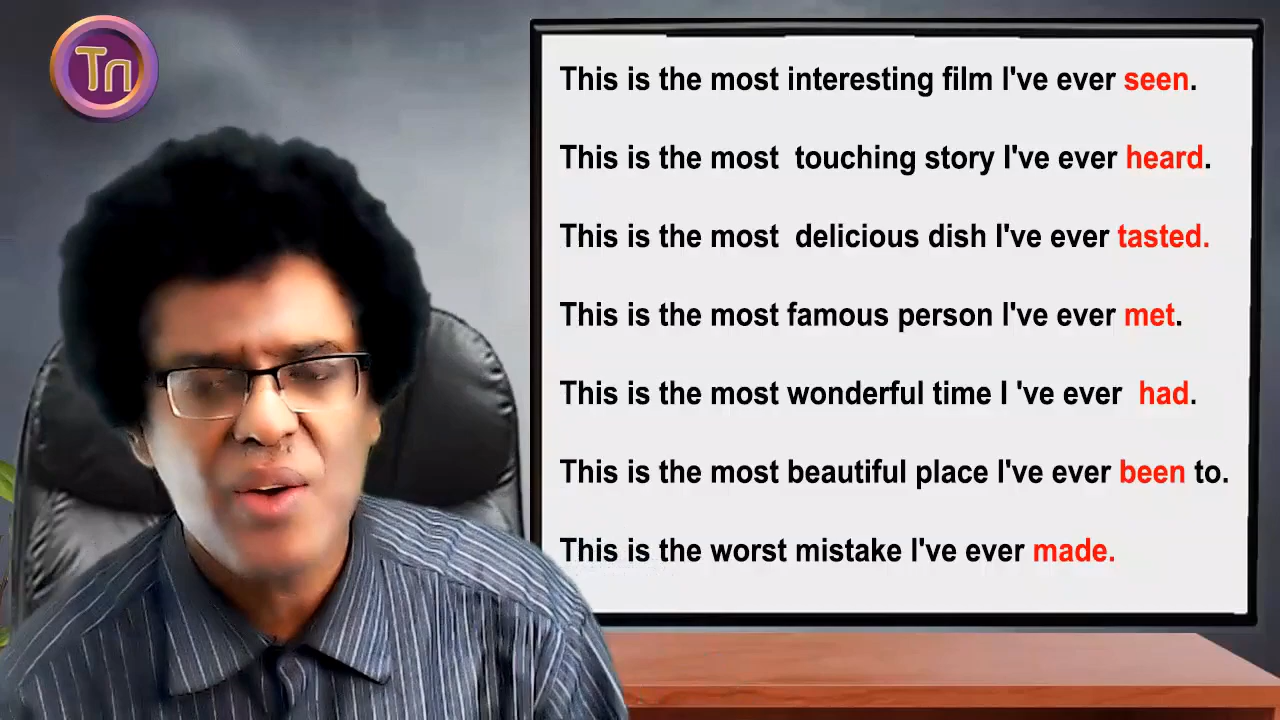 Tn
This is the most interesting film I've ever seen.
This is the most  touching story I've ever heard.
This is the most  delicious dish I've ever tasted.
This is the most famous person I've ever met.
This is the most wonderful time I 've ever  had.
This is the most beautiful place I've ever been to.
This is the worst mistake I've ever made.